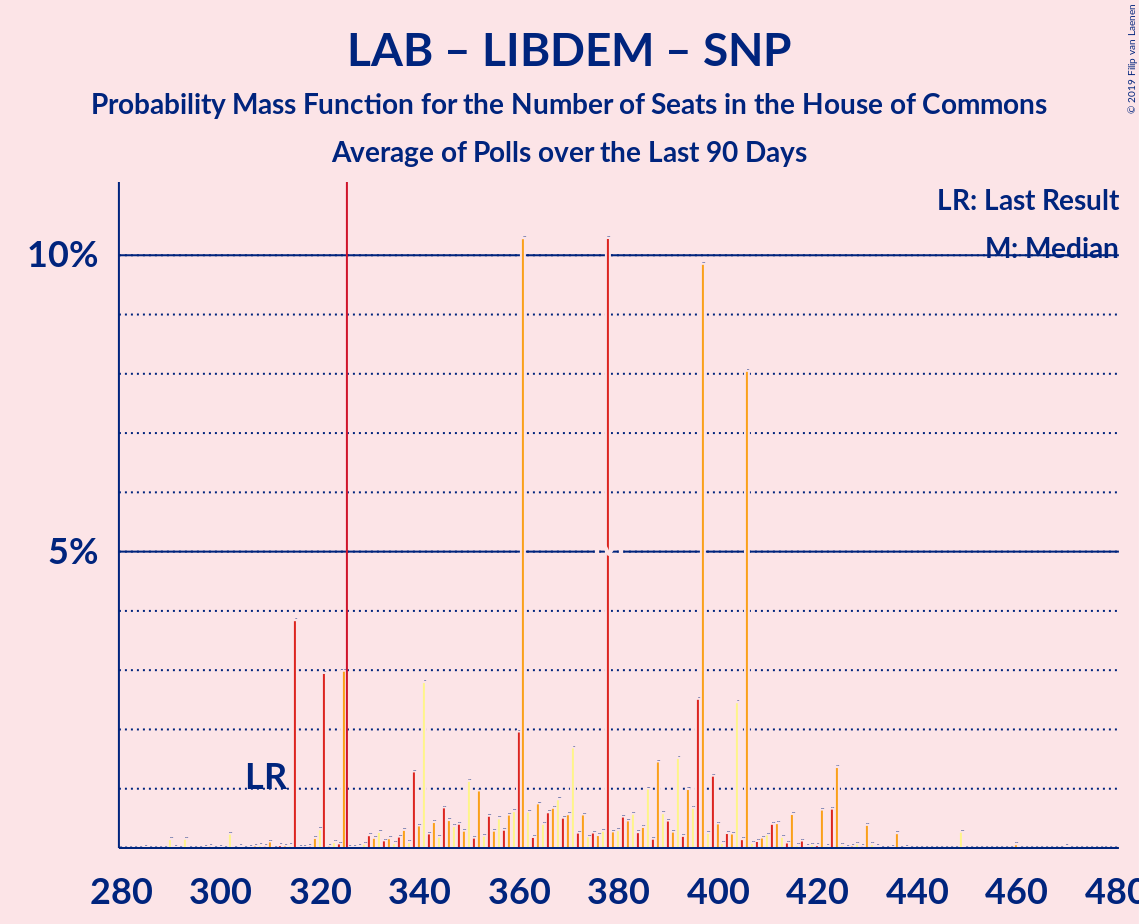 LAB – LIBDEM – SNP
Probability Mass Function for the Number of Seats in the House of Commons
Average of Polls over the Last 90 Days
© 2019 Filip van Laenen
LR: Last Result
M: Median
10%
5%
LR
280 300 320 340 360 380 400 420 440 460 480